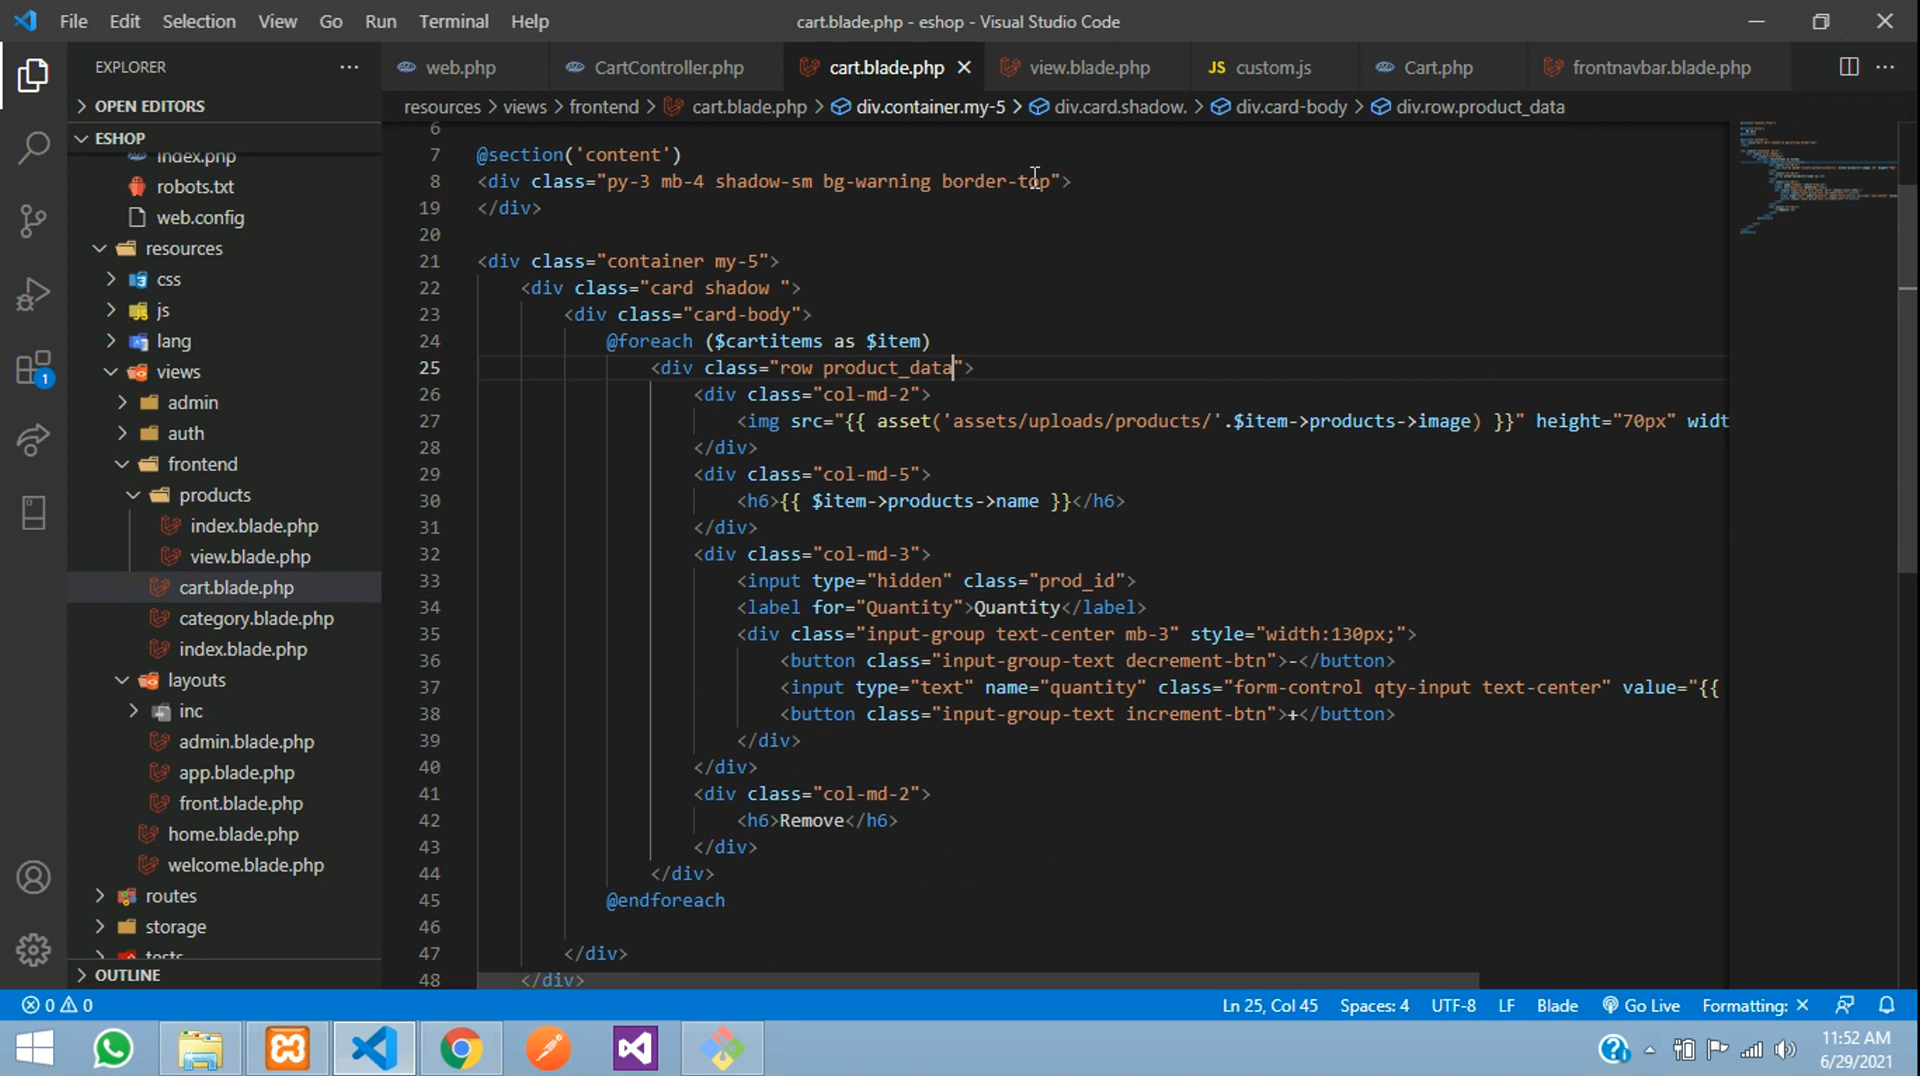 File Edit Selection View Go Run Terminal Help
cart.blade.php - eshop - Visual Studio Code
EXPLORER
web.php CartController.php cart.blade.php view.blade.php JS custom.js Cart.php frontnavbar.blade.php
resources > views > frontend > cart.blade.php > div.container.my-5 > div.card.shadow. > div.card-body > div.row.product_data
OPEN EDITORS
ESHOP
index.php
robots.txt
web.config
resources
css
js
lang
views
admin
auth
frontend
products
index.blade.php
view.blade.php
cart.blade.php
category.blade.php
index.blade.php
layouts
inc
admin.blade.php
app.blade.php
front.blade.php
home.blade.php
welcome.blade.php
routes
storage
tests
OUTLINE
1
6
7 @section('content')
8 <div class="py-3 mb-4 shadow-sm bg-warning border-top">
19 </div>
20
21 <div class="container my-5">
22 <div class="card shadow ">
23 <div class="card-body">
24 @foreach ($cartitems as $item)
25 <div class="row product_data">
26 <div class="col-md-2">
27 <img src="{{ asset('assets/uploads/products/'.$item->products->image) }}" height="70px" widt
28 </div>
29 <div class="col-md-5">
30 <h6>{{ $item->products->name }}</h6>
31 </div>
32 <div class="col-md-3">
33 <input type="hidden" class="prod_id">
34 <label for="Quantity">Quantity</label>
35 <div class="input-group text-center mb-3" style="width:130px;">
36 <button class="input-group-text decrement-btn">-</button>
37 <input type="text" name="quantity" class="form-control qty-input text-center" value="{{
38 <button class="input-group-text increment-btn">+</button>
39 </div>
40 </div>
41 <div class="col-md-2">
42 <h6>Remove</h6>
43 </div>
44 </div>
45 @endforeach
46
47 </div>
48 </div>
0 0
Ln 25, Col 45 Spaces: 4 UTF-8 LF Blade Go Live Formatting: ×
11:52 AM
6/29/2021